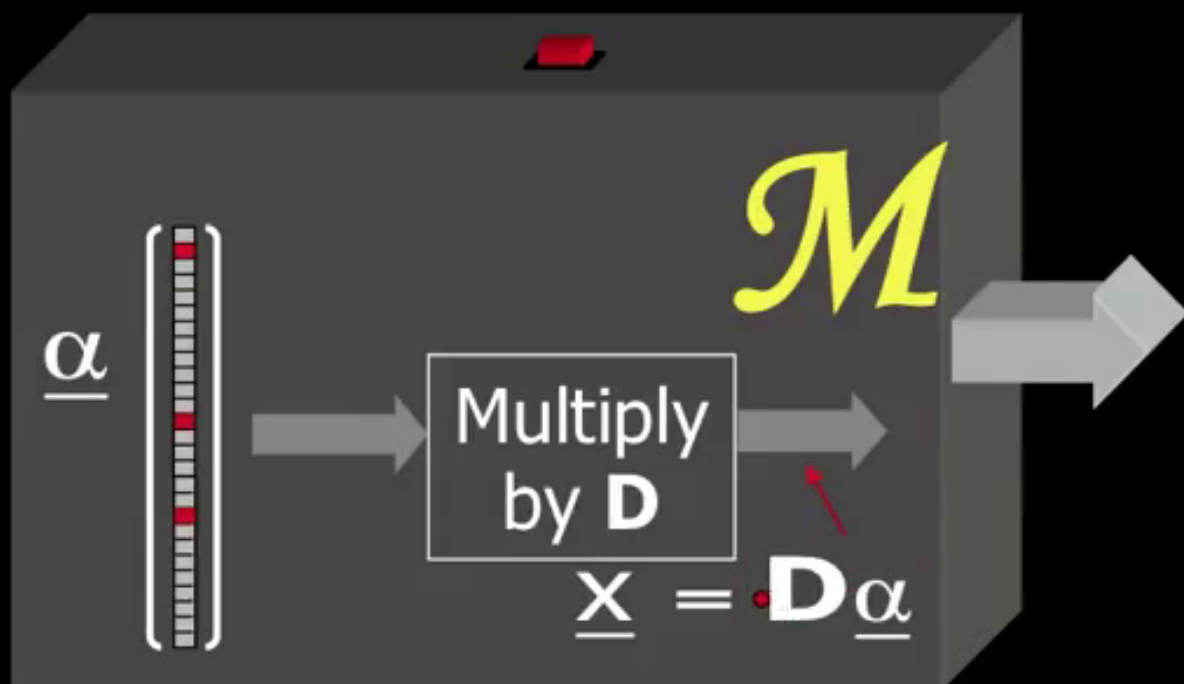 ℳ
α
Multiply
by D
x = Dα